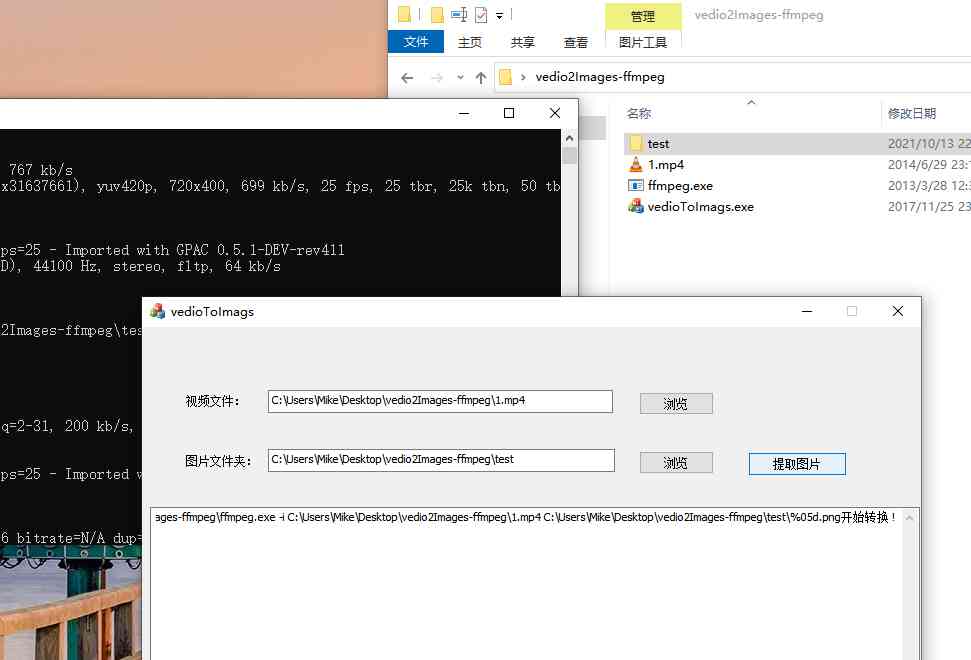 管理
vedio2Images-ffmpeg
文件
主页
共享
查看
图片工具
vedio2Images-ffmpeg
名称
修改日期
test
2021/10/13 22
1.mp4
2014/6/29 23:
ffmpeg.exe
2013/3/28 12:
vedioToImags.exe
2017/11/25 23
767 kb/s
x31637661), yuv420p, 720x400, 699 kb/s, 25 fps, 25 tbr, 25k tbn, 50 tb
ps=25 - Imported with GPAC 0.5.1-DEV-rev411
D), 44100 Hz, stereo, fltp, 64 kb/s
2Images-ffmpeg\tes
q=2-31, 200 kb/s,
ps=25 - Imported w
6 bitrate=N/A dup=
vedioToImags
视频文件：
C:\Users\Mike\Desktop\vedio2Images-ffmpeg\1.mp4
浏览
图片文件夹：
C:\Users\Mike\Desktop\vedio2Images-ffmpeg\test
浏览
提取图片
ages-ffmpeg\ffmpeg.exe -i C:\Users\Mike\Desktop\vedio2Images-ffmpeg\1.mp4 C:\Users\Mike\Desktop\vedio2Images-ffmpeg\test\%05d.png开始转换！